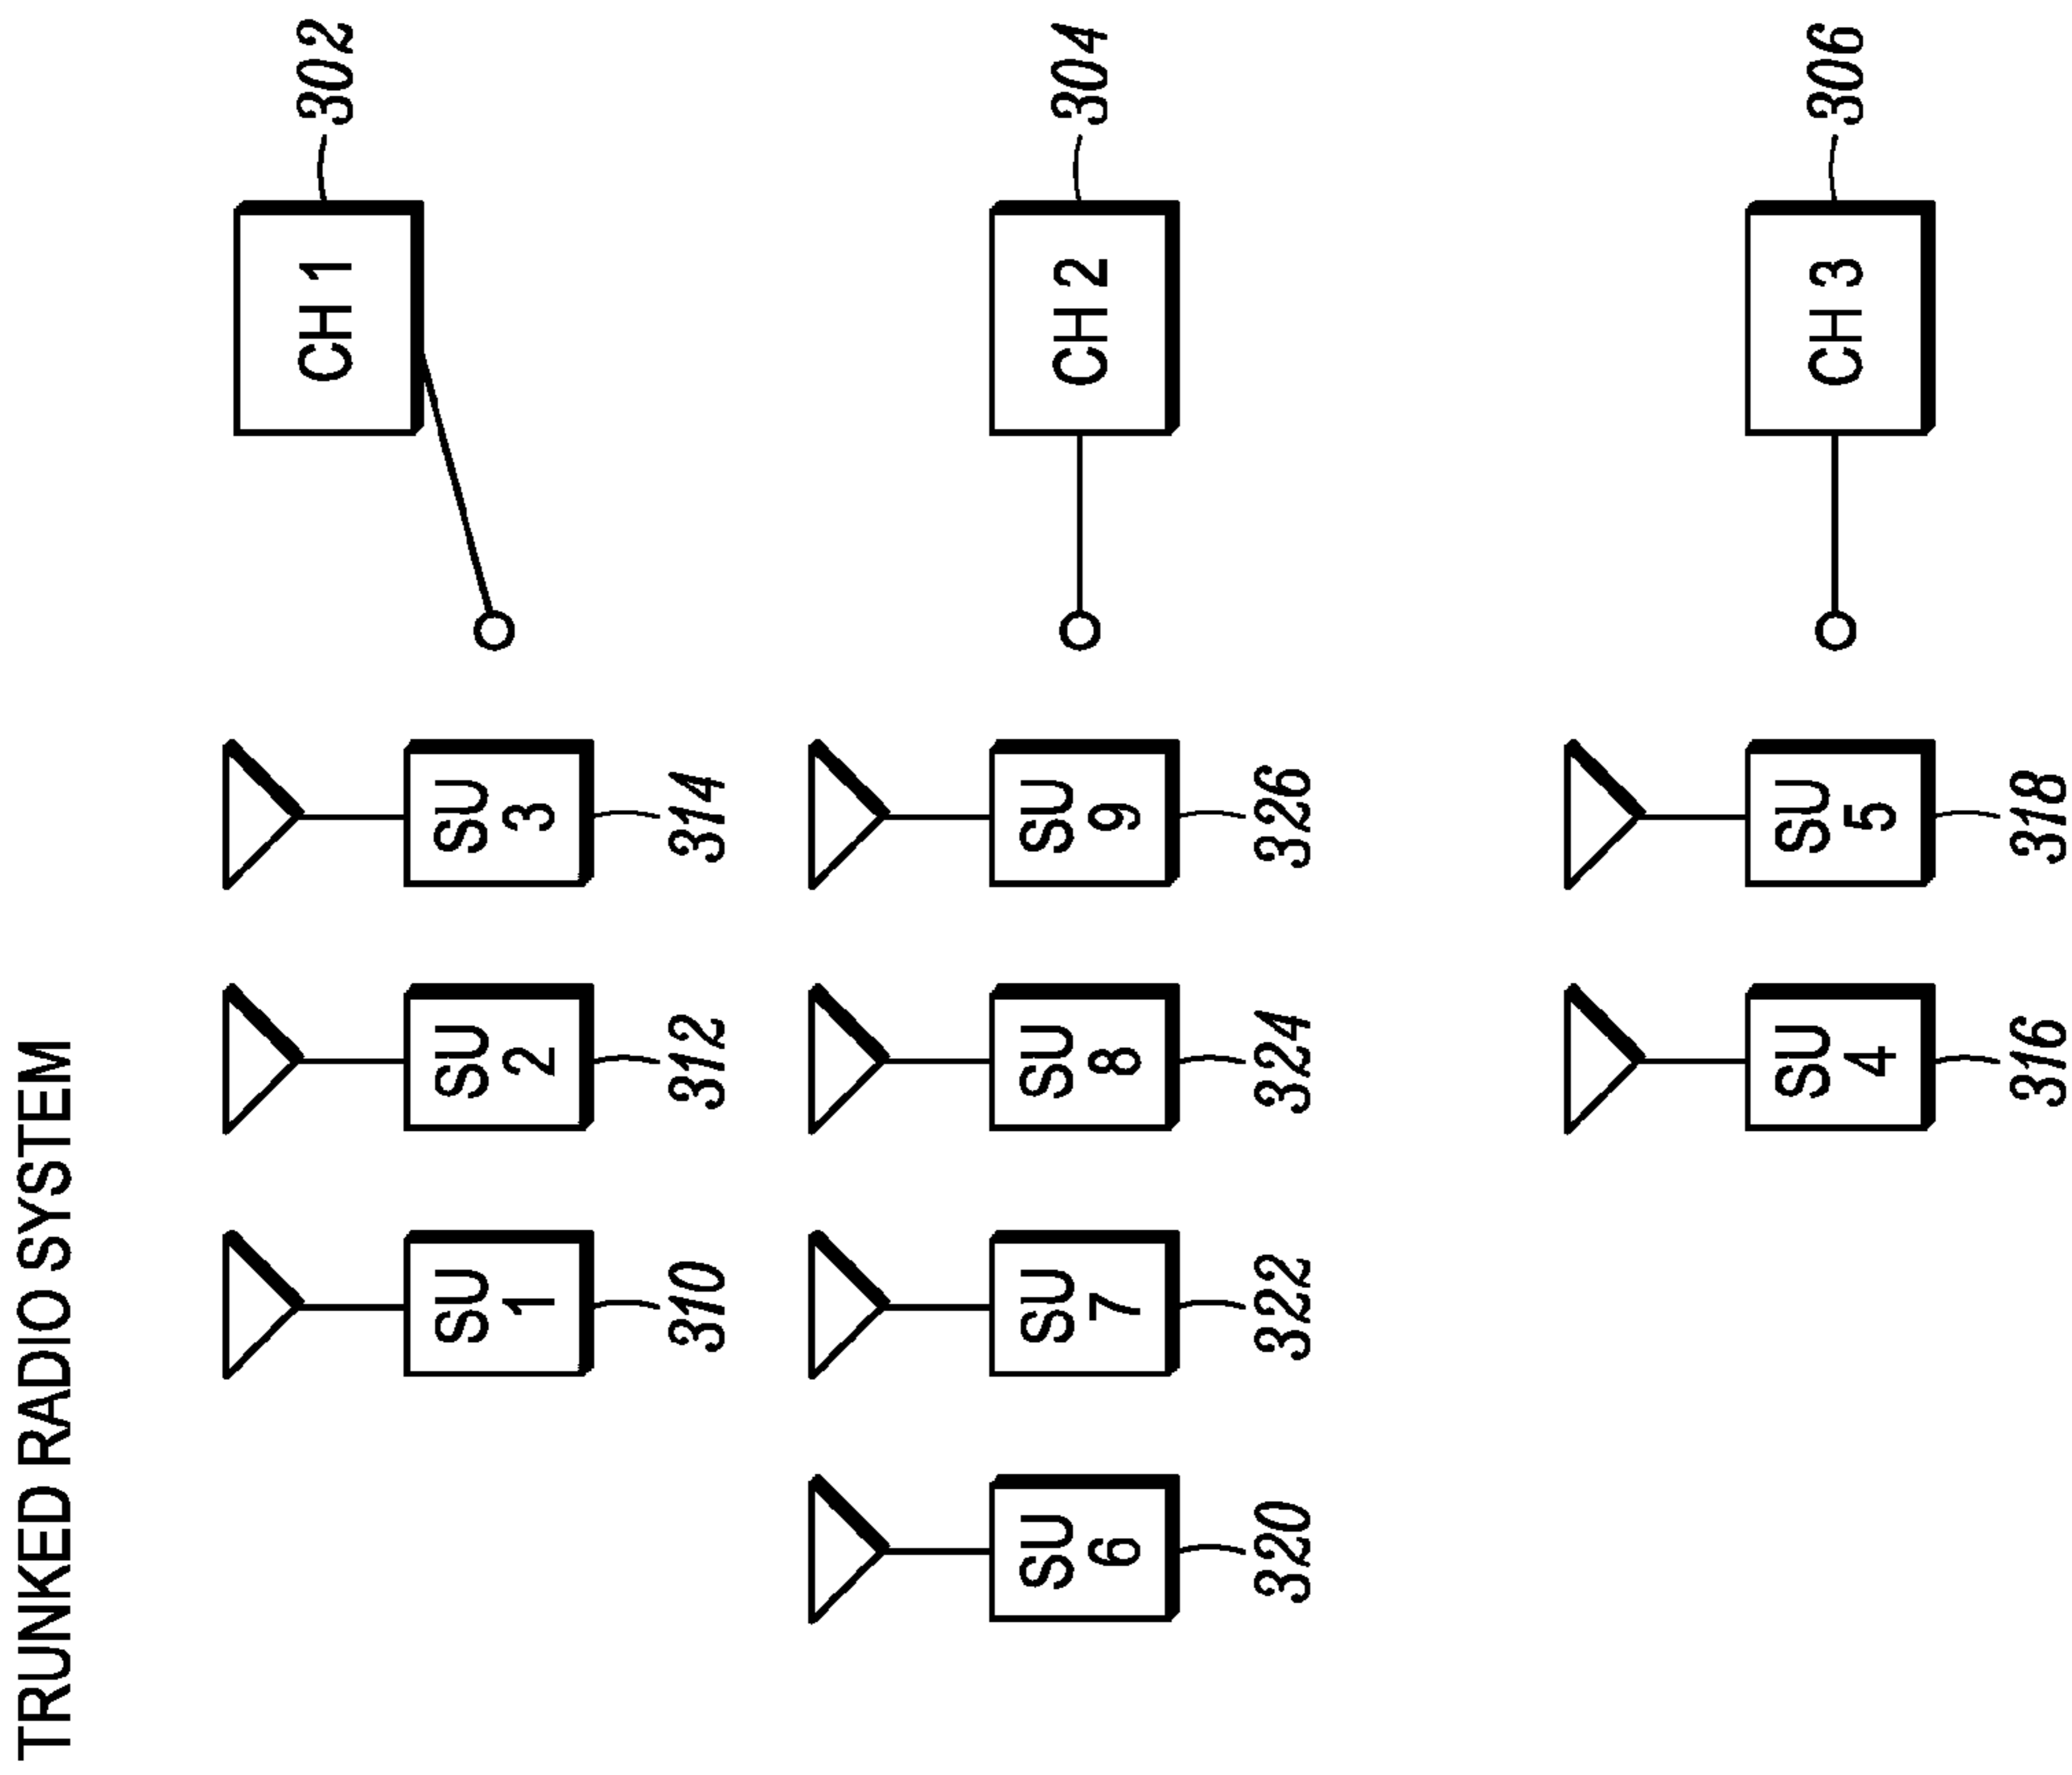 TRUNKED RADIO SYSTEM
SU
1
310
SU
2
312
SU
3
314
CH 1
302
SU
6
320
SU
7
322
SU
8
324
SU
9
326
CH 2
304
SU
4
316
SU
5
318
CH 3
306